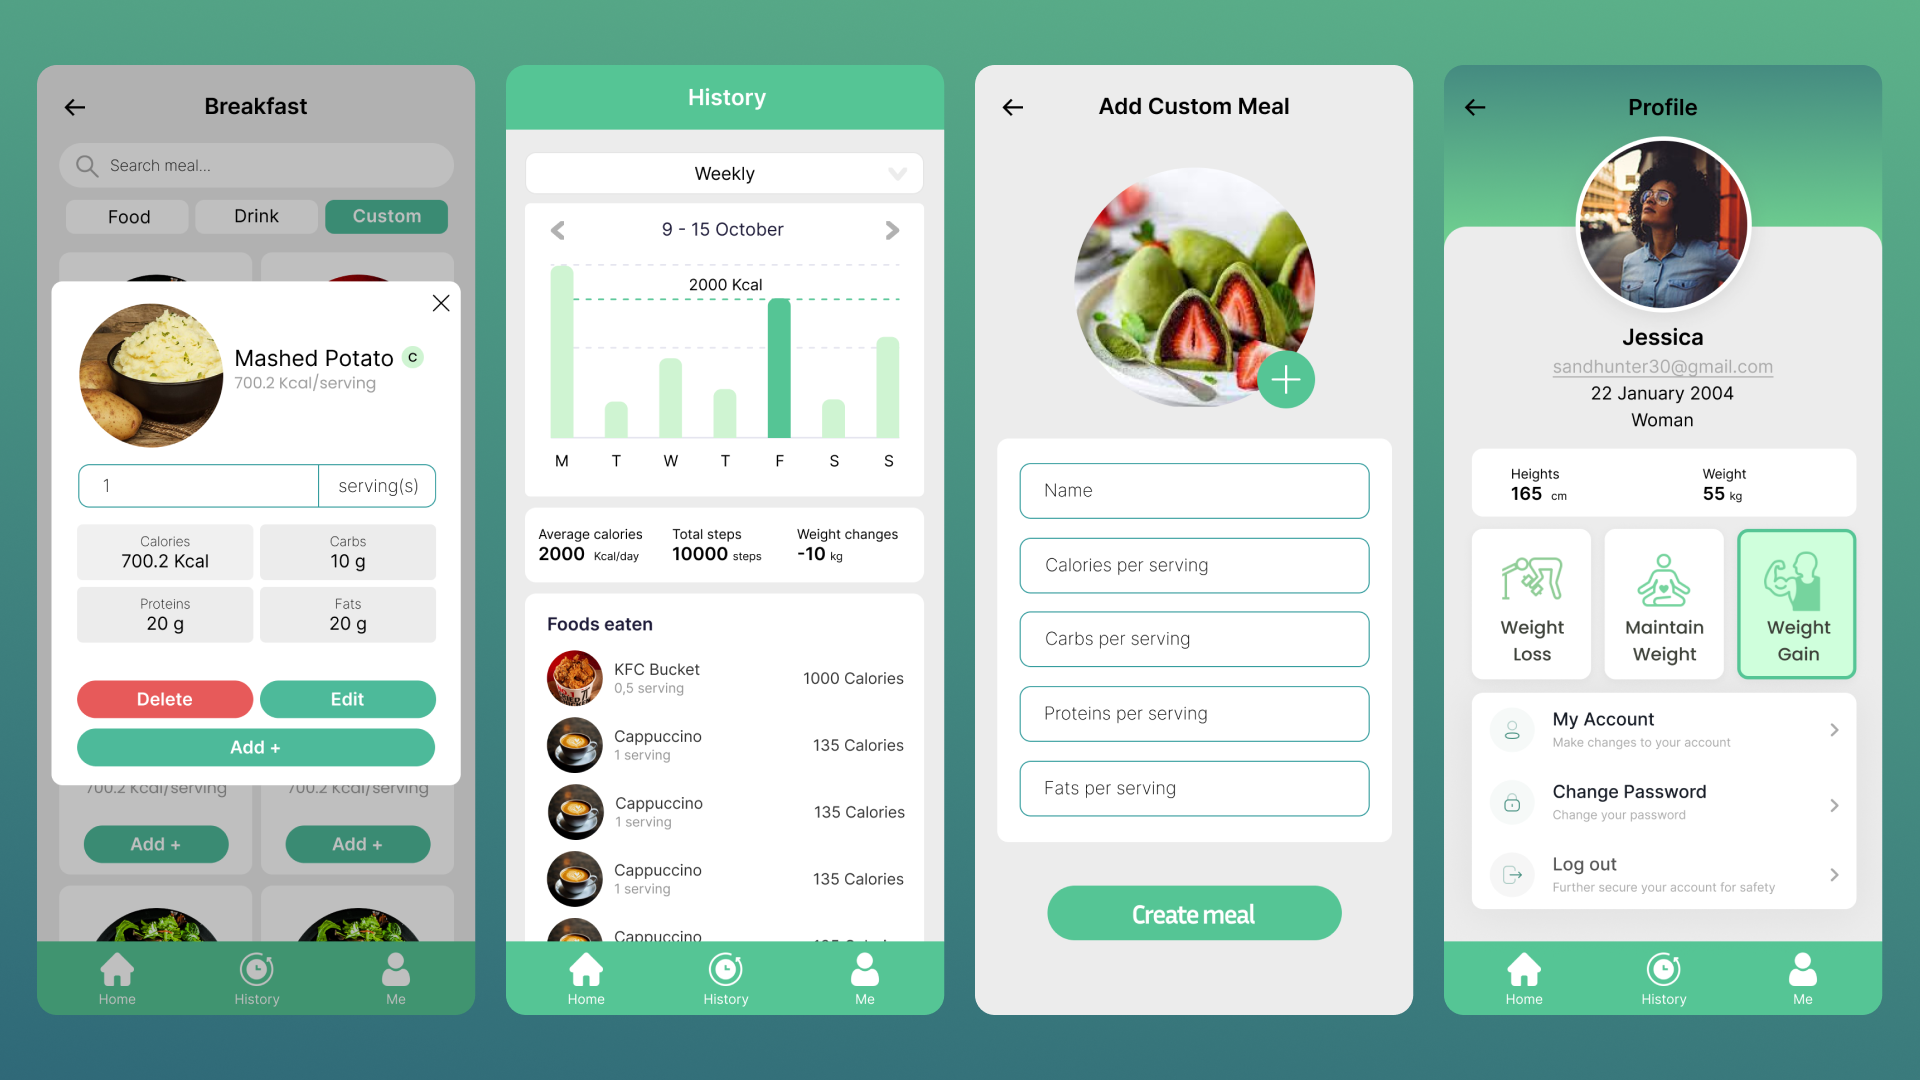 Breakfast
Search meal...
Food
Drink
Custom
Mashed Potato C
700.2 Kcal/serving
1
serving(s)
Calories
700.2 Kcal
Carbs
10 g
Proteins
20 g
Fats
20 g
Delete
Edit
Add +
700.2 Kcal/serving
700.2 Kcal/serving
Add +
Add +
Home
History
Me
History
Weekly
9 - 15 October
2000 Kcal
M T W T F S S
Average calories
2000 Kcal/day
Total steps
10000 steps
Weight changes
-10 kg
Foods eaten
KFC Bucket
0,5 serving
1000 Calories
Cappuccino
1 serving
135 Calories
Cappuccino
1 serving
135 Calories
Cappuccino
1 serving
135 Calories
Cappuccino
Home
History
Me
Add Custom Meal
Name
Calories per serving
Carbs per serving
Proteins per serving
Fats per serving
Create meal
Profile
Jessica
sandhunter30@gmail.com
22 January 2004
Woman
Heights
165 cm
Weight
55 kg
Weight
Loss
Maintain
Weight
Weight
Gain
My Account
Make changes to your account
Change Password
Change your password
Log out
Further secure your account for safety
Home
History
Me